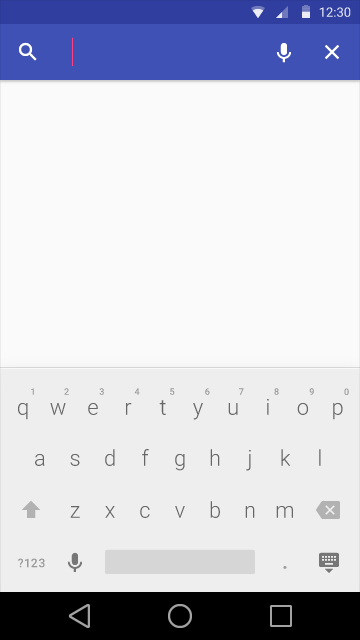 12:30
1 2 3 4 5 6 7 8 9 0
q w e r t y u i o p
a s d f g h j k l
z x c v b n m
?123 .